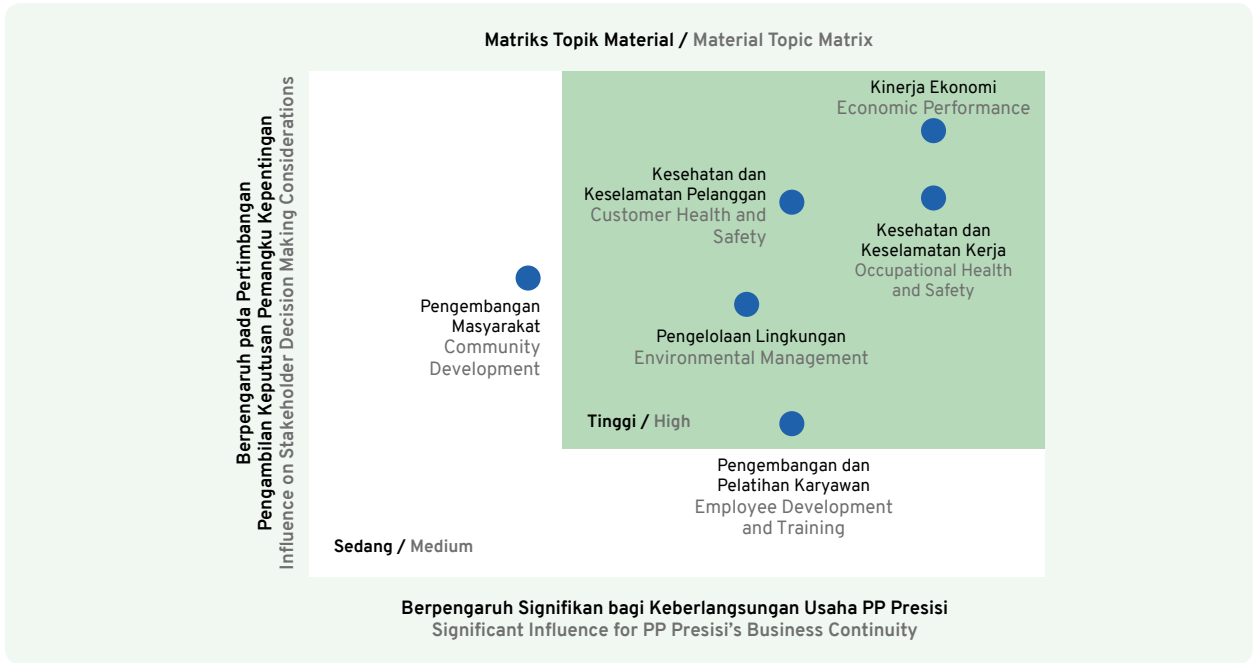 Matriks Topik Material / Material Topic Matrix
Berpengaruh pada Pertimbangan
Pengambilan Keputusan Pemangku Kepentingan
Influence on Stakeholder Decision Making Considerations
Kinerja Ekonomi
Economic Performance
Kesehatan dan
Keselamatan Pelanggan
Customer Health and
Safety
Kesehatan dan
Keselamatan Kerja
Occupational Health
and Safety
Pengembangan
Masyarakat
Community
Development
Pengelolaan Lingkungan
Environmental Management
Tinggi / High
Pengembangan dan
Pelatihan Karyawan
Employee Development
and Training
Sedang / Medium
Berpengaruh Signifikan bagi Keberlangsungan Usaha PP Presisi
Significant Influence for PP Presisi's Business Continuity